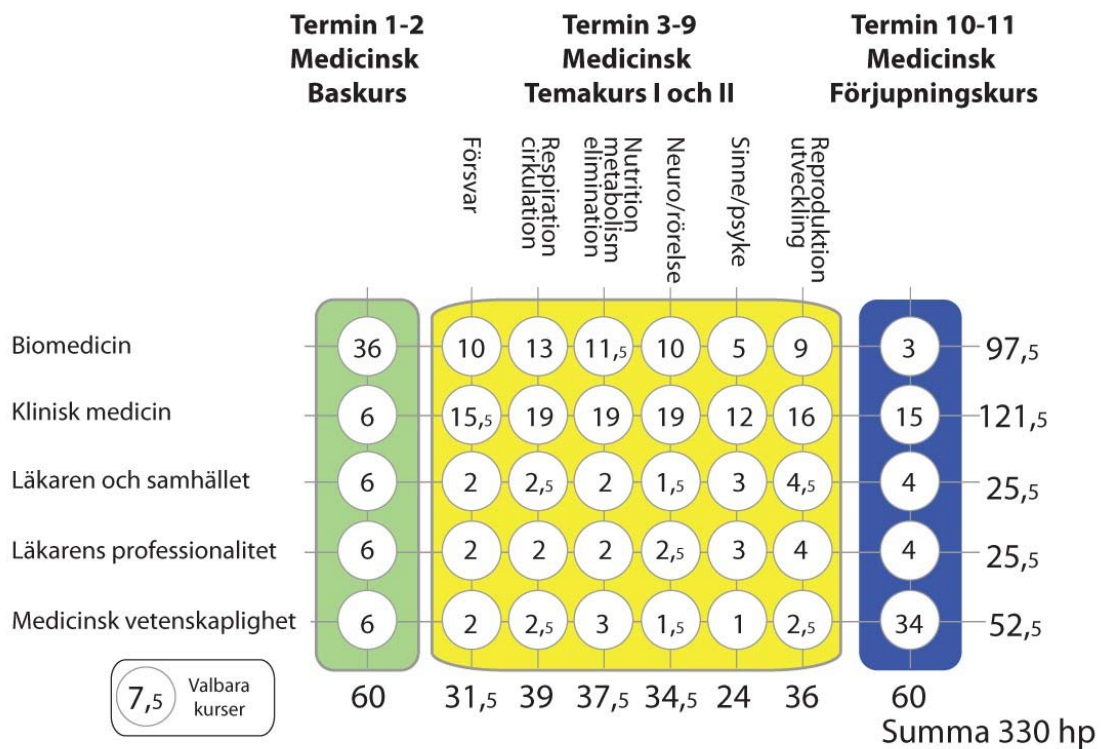 Termin 1-2
Medicinsk
Baskurs
Termin 3-9
Medicinsk
Temakurs I och II
Termin 10-11
Medicinsk
Förjupningskurs
Försvar
Respiration
cirkulation
Nutrition
metabolism
elimination
Neuro/rörelse
Sinne/psyke
Reproduktion
utveckling
Biomedicin 36 10 13 11,5 10 5 9 3 97,5
Klinisk medicin 6 15,5 19 19 19 12 16 15 121,5
Läkaren och samhället 6 2 2,5 2 1,5 3 4,5 4 25,5
Läkarens professionalitet 6 2 2 2 2,5 3 4 4 25,5
Medicinsk vetenskaplighet 6 2 2,5 3 1,5 1 2,5 34 52,5
60 31,5 39 37,5 34,5 24 36 60
7,5 Valbara
kurser
Summa 330 hp